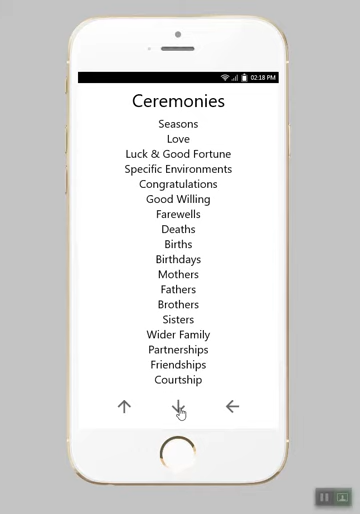 02:18 PM
Ceremonies
Seasons
Love
Luck & Good Fortune
Specific Environments
Congratulations
Good Willing
Farewells
Deaths
Births
Birthdays
Mothers
Fathers
Brothers
Sisters
Wider Family
Partnerships
Friendships
Courtship